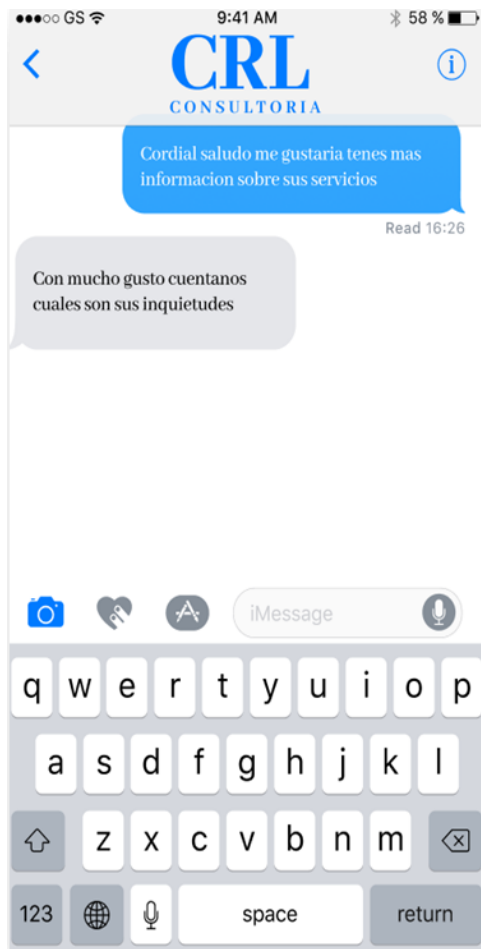 GS 9:41 AM 58 %
CRL
CONSULTORIA
Cordial saludo me gustaria tenes mas
informacion sobre sus servicios
Read 16:26
Con mucho gusto cuentanos
cuales son sus inquietudes
iMessage
q w e r t y u i o p
a s d f g h j k l
z x c v b n m
123 space return